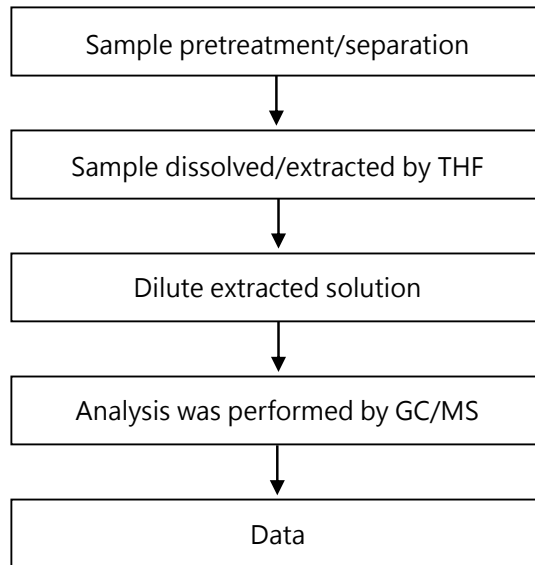 Sample pretreatment/separation
Sample dissolved/extracted by THF
Dilute extracted solution
Analysis was performed by GC/MS
Data